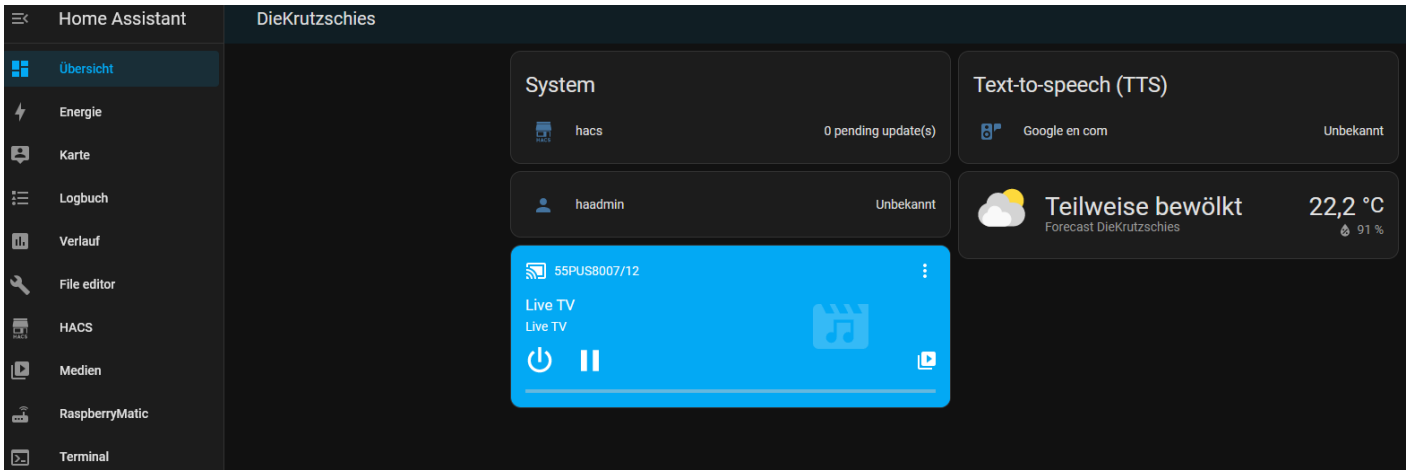 Home Assistant
DieKrutzschies
Übersicht
Energie
Karte
Logbuch
Verlauf
File editor
HACS
HACS
Medien
RaspberryMatic
Terminal
System
HACS
hacs 0 pending update(s)
haadmin Unbekannt
55PUS8007/12
Live TV
Live TV
Text-to-speech (TTS)
Google en com Unbekannt
Teilweise bewölkt 22,2 °C
Forecast DieKrutzschies 91 %